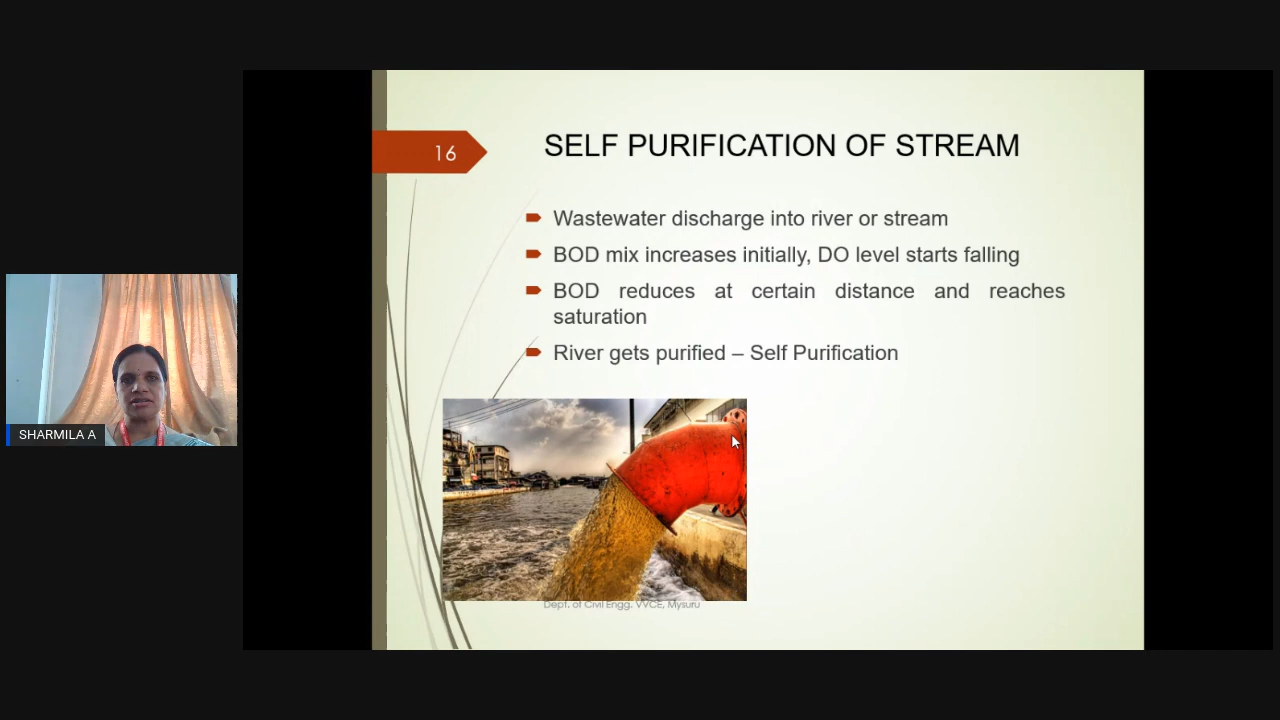 16
SELF PURIFICATION OF STREAM
Wastewater discharge into river or stream
BOD mix increases initially, DO level starts falling
BOD reduces at certain distance and reaches
saturation
River gets purified – Self Purification
SHARMILA A
Dept. of Civil Engg. VVCE, Mysuru